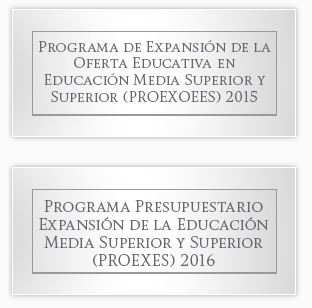 Programa de Expansión de la
Oferta Educativa en
Educación Media Superior y
Superior (PROEXOEES) 2015
Programa Presupuestario
Expansión de la Educación
Media Superior y Superior
(PROEXES) 2016